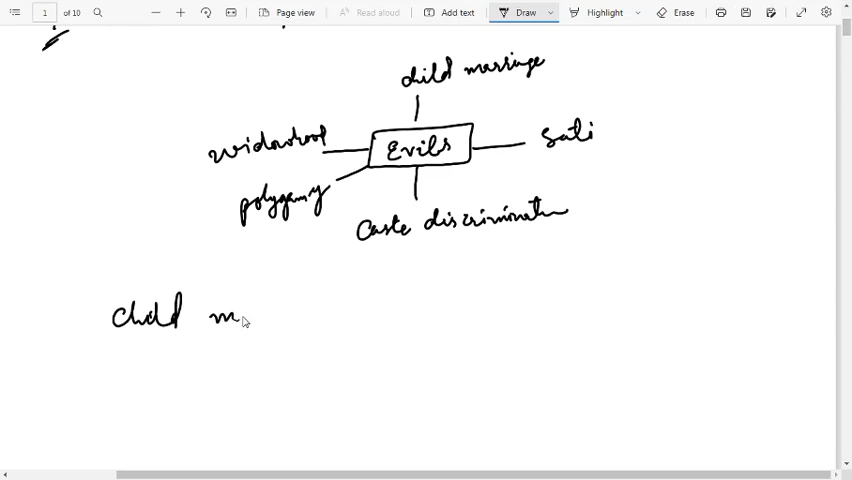 1 of 10 Page view Read aloud Add text Draw Highlight Erase
child marriage
widowhood Evils Sati
polygamy
Caste discriminatn
Child m